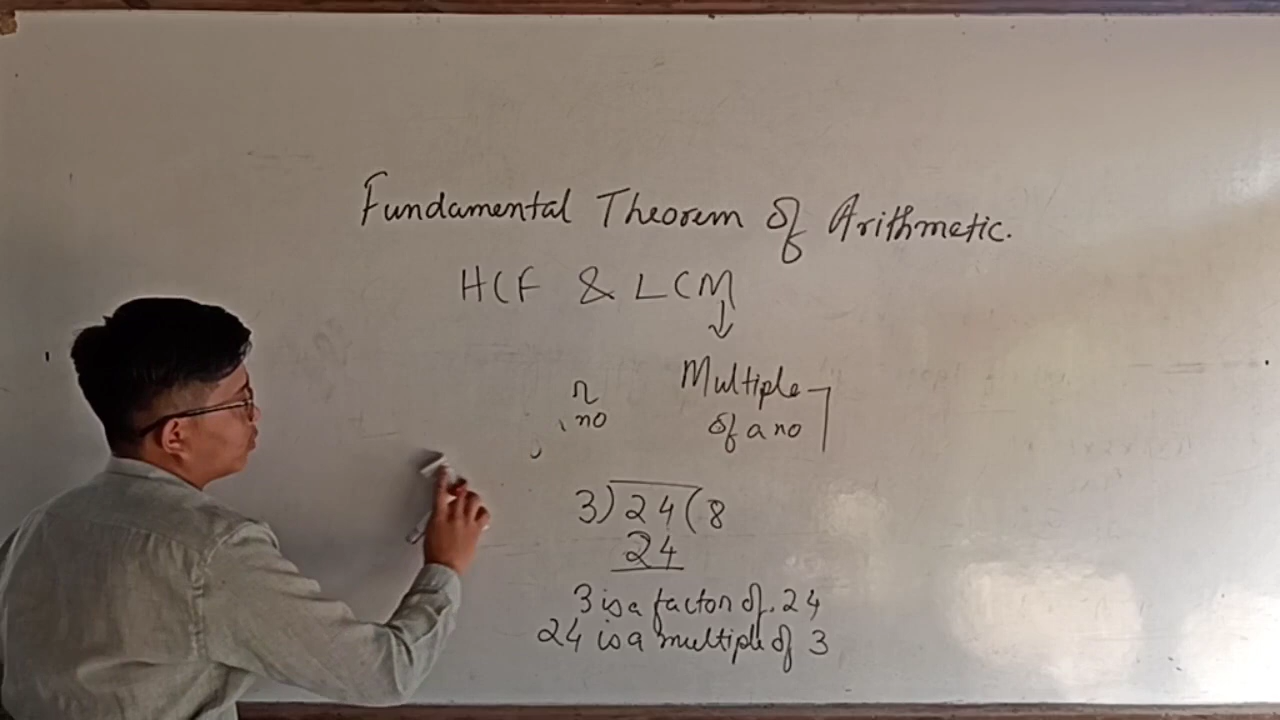 Fundamental Theorem of Arithmetic.
HCF & LCM
↓
Multiple
of a no
no
3)24(8
24
3 is a factor of 24
24 is a multiple of 3